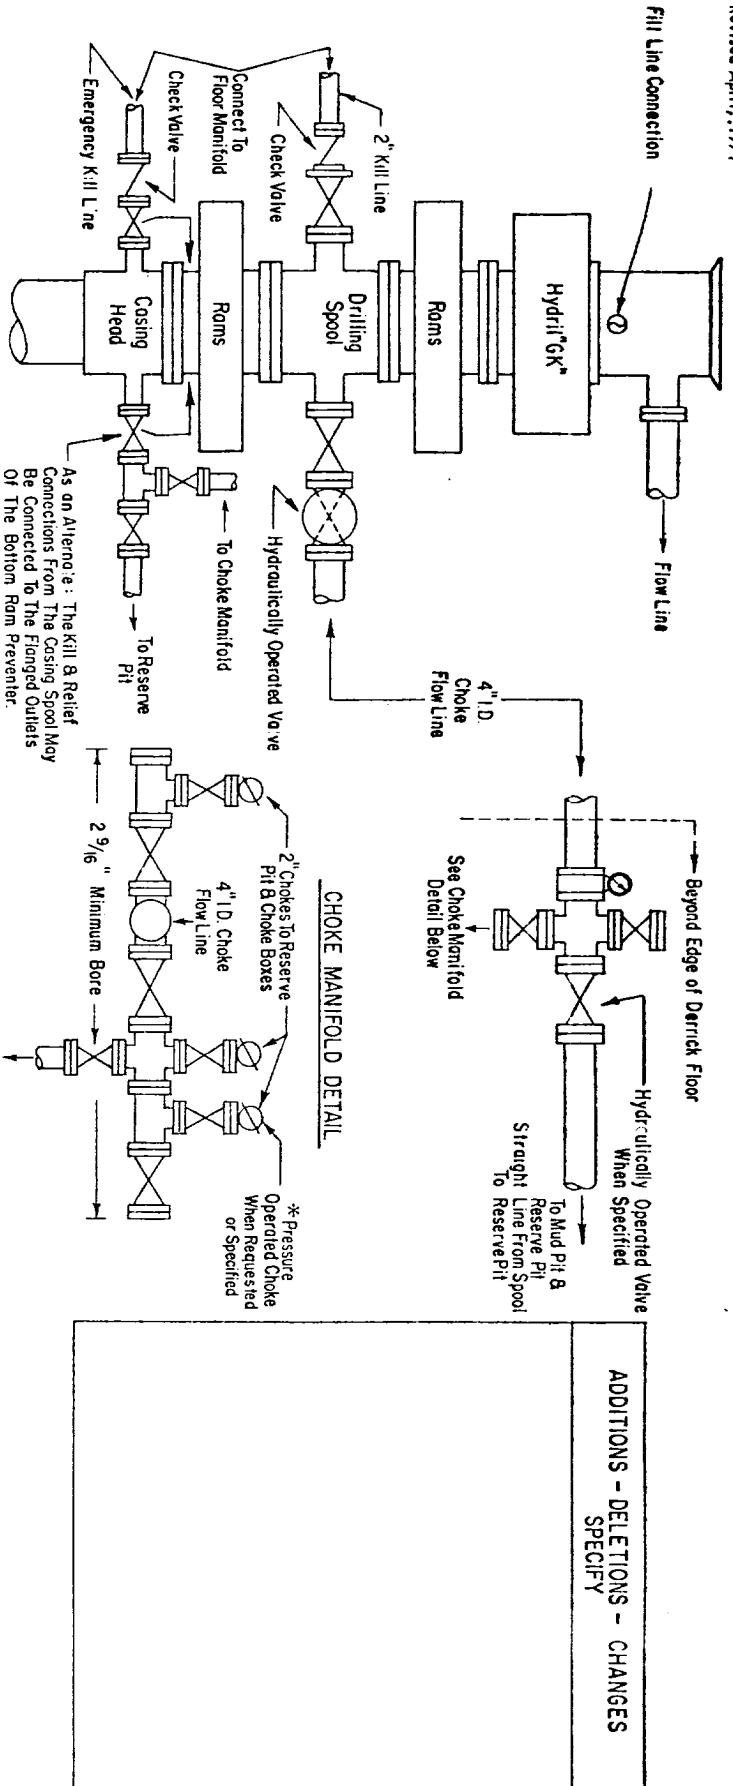 Fill Line Connection
Flow Line
Hydril "GK"
Rams
2" Kill Line
Check Valve
Drilling
Spool
Connect To
Floor Manifold
Hydraulically Operated Valve
Rams
Check Valve
Emergency Kill Line
Casing
Head
To Choke Manifold
To Reserve
Pit
As an Alternate: The Kill & Relief
Connections From The Casing Spool May
Be Connected To The Flanged Outlets
Of The Bottom Ram Preventer.
4" I.D.
Choke
Flow Line
Beyond Edge of Derrick Floor
See Choke Manifold
Detail Below
Hydraulically Operated Valve
When Specified
To Mud Pit &
Reserve Pit
Straight Line From Spool
To Reserve Pit
CHOKE MANIFOLD DETAIL
2" Chokes To Reserve
Pit & Choke Boxes
4" I.D. Choke
Flow Line
*Pressure
Operated Choke
When Requested
or Specified
2 9/16" Minimum Bore
ADDITIONS - DELETIONS - CHANGES
SPECIFY